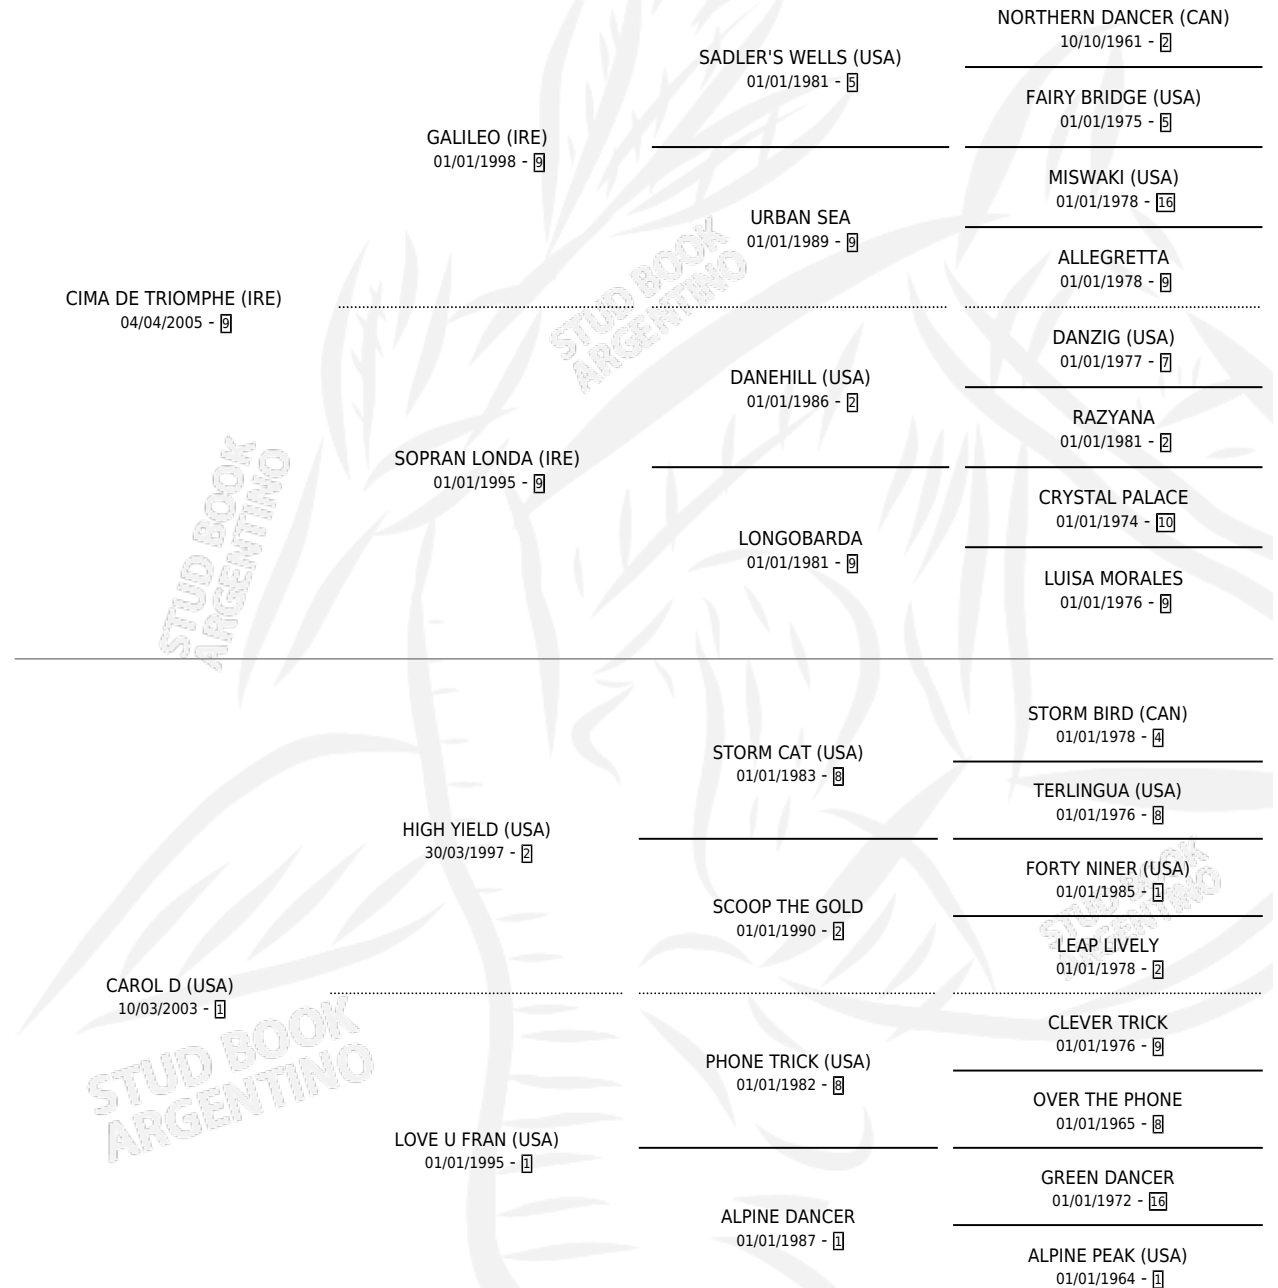 NORTHERN DANCER (CAN)
10/10/1961 - 2
SADLER'S WELLS (USA)
01/01/1981 - 5
FAIRY BRIDGE (USA)
01/01/1975 - 5
GALILEO (IRE)
01/01/1998 - 9
MISWAKI (USA)
01/01/1978 - 16
URBAN SEA
01/01/1989 - 9
ALLEGRETTA
01/01/1978 - 9
CIMA DE TRIOMPHE (IRE)
04/04/2005 - 9
STUD BOOK
ARGENTINO
DANZIG (USA)
01/01/1977 - 7
DANEHILL (USA)
01/01/1986 - 2
RAZYANA
01/01/1981 - 2
SOPRAN LONDA (IRE)
01/01/1995 - 9
CRYSTAL PALACE
01/01/1974 - 10
LONGOBARDA
01/01/1981 - 9
LUISA MORALES
01/01/1976 - 9
STUD BOOK
ARGENTINO
STORM BIRD (CAN)
01/01/1978 - 4
STORM CAT (USA)
01/01/1983 - 8
TERLINGUA (USA)
01/01/1976 - 8
HIGH YIELD (USA)
30/03/1997 - 2
FORTY NINER (USA)
01/01/1985 - 1
SCOOP THE GOLD
01/01/1990 - 2
STUD BOOK
ARGENTINO
LEAP LIVELY
01/01/1978 - 2
CAROL D (USA)
10/03/2003 - 1
STUD BOOK
ARGENTINO
CLEVER TRICK
01/01/1976 - 9
PHONE TRICK (USA)
01/01/1982 - 8
OVER THE PHONE
01/01/1965 - 8
LOVE U FRAN (USA)
01/01/1995 - 1
GREEN DANCER
01/01/1972 - 16
ALPINE DANCER
01/01/1987 - 1
ALPINE PEAK (USA)
01/01/1964 - 1